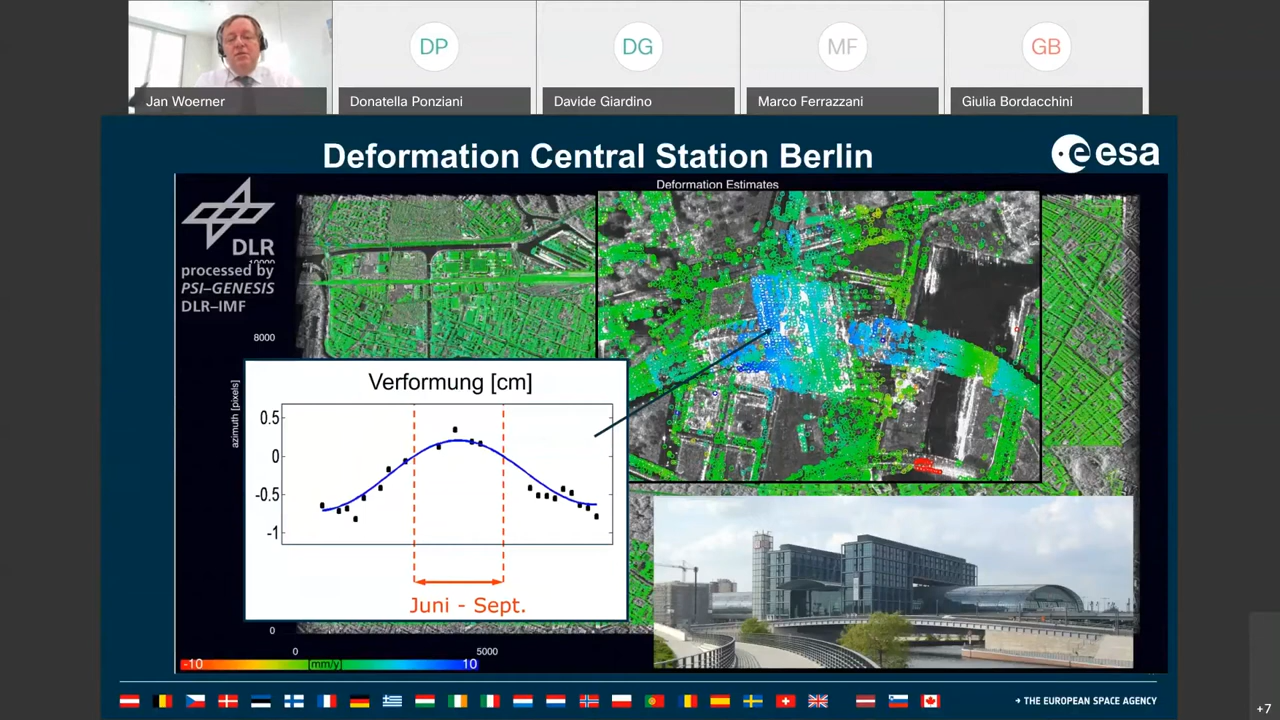 DP
DG
MF
GB
Jan Woerner
Donatella Ponziani
Davide Giardino
Marco Ferrazzani
Giulia Bordacchini
Deformation Central Station Berlin
esa
Deformation Estimates
DLR
10000
processed by
PSI–GENESIS
DLR–IMF
8000
azimuth [pixels]
Verformung [cm]
0.5
0
-0.5
-1
Juni - Sept.
0
0
5000
-10
[mm/y]
10
→ THE EUROPEAN SPACE AGENCY
+7